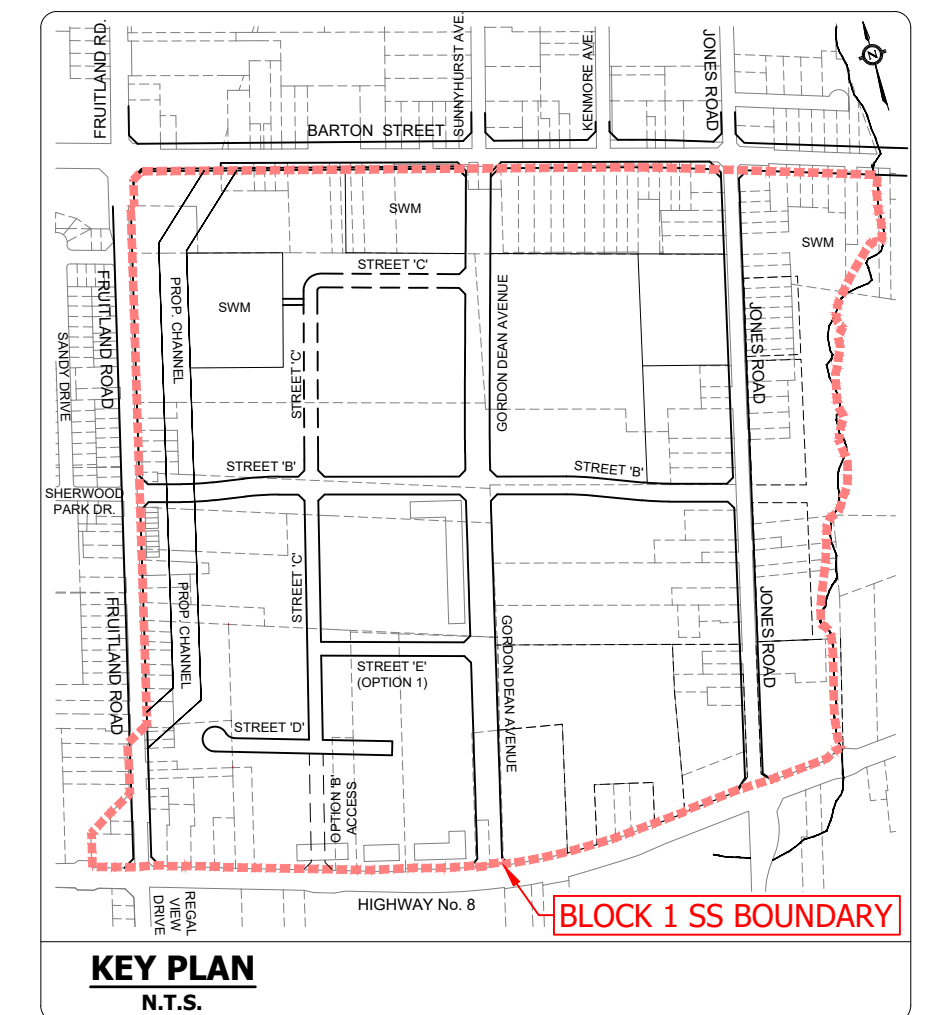 FRUITLAND RD.
SUNNYHURST AVE.
KENMORE AVE.
JONES ROAD
Z
BARTON STREET
SWM
SWM
STREET 'C'
FRUITLAND ROAD
SANDY DRIVE
PROP. CHANNEL
SWM
STREET 'C'
GORDON DEAN AVENUE
JONES ROAD
STREET 'B'
STREET 'B'
SHERWOOD
PARK DR.
STREET 'C'
PROP. CHANNEL
FRUITLAND ROAD
GORDON DEAN AVENUE
JONES ROAD
STREET 'E'
(OPTION 1)
STREET 'D'
OPTION 'B'
ACCESS
REGAL
VIEW
DRIVE
HIGHWAY No. 8
BLOCK 1 SS BOUNDARY
KEY PLAN
N.T.S.